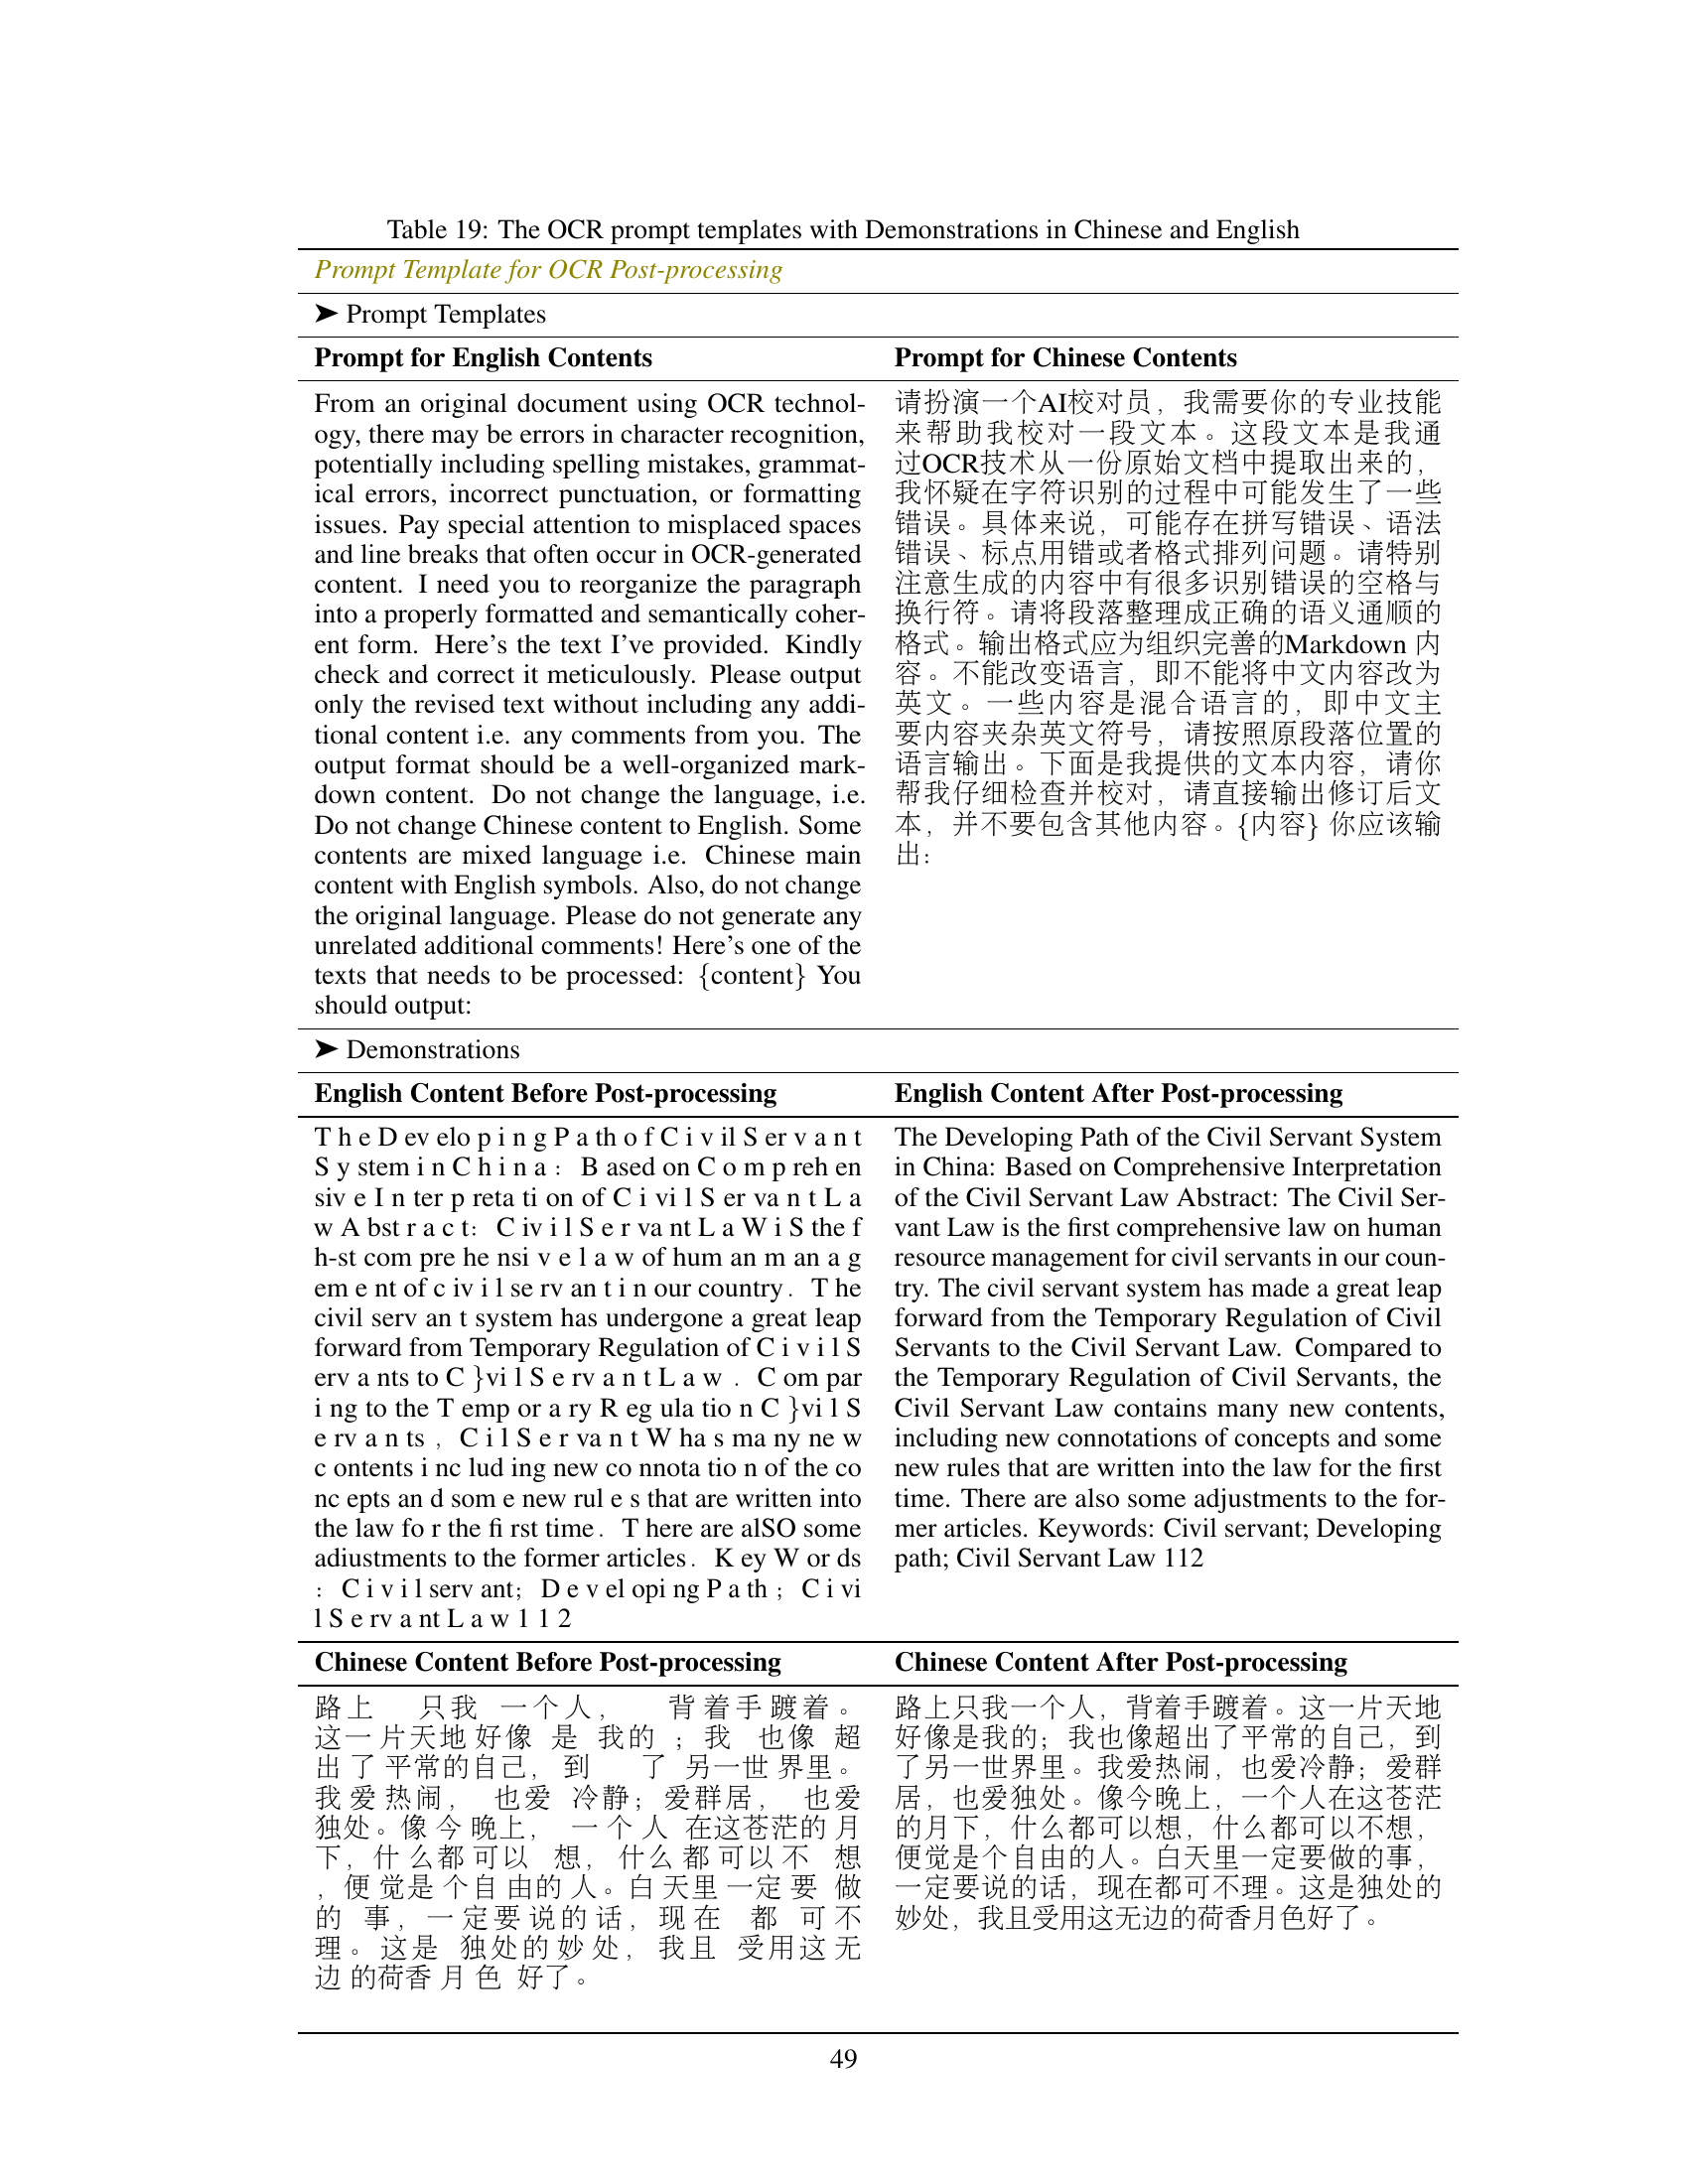 Table 19: The OCR prompt templates with Demonstrations in Chinese and English
Prompt Template for OCR Post-processing
➤ Prompt Templates
Prompt for English Contents
From an original document using OCR technol-
ogy, there may be errors in character recognition,
potentially including spelling mistakes, grammat-
ical errors, incorrect punctuation, or formatting
issues. Pay special attention to misplaced spaces
and line breaks that often occur in OCR-generated
content. I need you to reorganize the paragraph
into a properly formatted and semantically coher-
ent form. Here's the text I've provided. Kindly
check and correct it meticulously. Please output
only the revised text without including any addi-
tional content i.e. any comments from you. The
output format should be a well-organized mark-
down content. Do not change the language, i.e.
Do not change Chinese content to English. Some
contents are mixed language i.e. Chinese main
content with English symbols. Also, do not change
the original language. Please do not generate any
unrelated additional comments! Here's one of the
texts that needs to be processed: {content} You
should output:
Prompt for Chinese Contents
请扮演一个AI校对员，我需要你的专业技能
来帮助我校对一段文本。这段文本是我通
过OCR技术从一份原始文档中提取出来的，
我怀疑在字符识别的过程中可能发生了一些
错误。具体来说，可能存在拼写错误、语法
错误、标点用错或者格式排列问题。请特别
注意生成的内容中有很多识别错误的空格与
换行符。请将段落整理成正确的语义通顺的
格式。输出格式应为组织完善的Markdown 内
容。不能改变语言，即不能将中文内容改为
英文。一些内容是混合语言的，即中文主
要内容夹杂英文符号，请按照原段落位置的
语言输出。下面是我提供的文本内容，请你
帮我仔细检查并校对，请直接输出修订后文
本，并不要包含其他内容。{内容} 你应该输
出：
➤ Demonstrations
English Content Before Post-processing
T h e D ev elo p i n g P a th o f C i v il S er v a n t
S y stem i n C h i n a： B ased on C o m p reh en
siv e I n ter p reta ti on of C i vi l S er va n t L a
w A bst r a c t： C iv i l S e r va nt L a W i S the f
h-st com pre he nsi v e l a w of hum an m an a g
em e nt of c iv i l se rv an t i n our country．T he
civil serv an t system has undergone a great leap
forward from Temporary Regulation of C i v i l S
erv a nts to C }vi l S e rv a n t L a w ．C om par
i ng to the T emp or a ry R eg ula tio n C }vi l S
e rv a n ts，C i l S e r va n t W ha s ma ny ne w
c ontents i nc lud ing new co nnota tio n of the co
nc epts an d som e new rul e s that are written into
the law fo r the fi rst time．T here are alSO some
adiustments to the former articles．K ey W or ds
：C i v i l serv ant；D e v el opi ng P a th；C i vi
l S e rv a nt L a w 1 1 2
English Content After Post-processing
The Developing Path of the Civil Servant System
in China: Based on Comprehensive Interpretation
of the Civil Servant Law Abstract: The Civil Ser-
vant Law is the first comprehensive law on human
resource management for civil servants in our coun-
try. The civil servant system has made a great leap
forward from the Temporary Regulation of Civil
Servants to the Civil Servant Law. Compared to
the Temporary Regulation of Civil Servants, the
Civil Servant Law contains many new contents,
including new connotations of concepts and some
new rules that are written into the law for the first
time. There are also some adjustments to the for-
mer articles. Keywords: Civil servant; Developing
path; Civil Servant Law 112
Chinese Content Before Post-processing
路上 只我 一个人， 背着手踱着。
这一 片天地 好像 是 我的 ；我 也像 超
出 了 平常的自己，到 了 另一世 界里。
我 爱 热闹， 也爱 冷静；爱群居， 也爱
独处。像 今 晚上， 一 个 人 在这苍茫的 月
下，什 么都 可以 想，什么 都 可以 不 想
，便 觉是 个自 由的 人。白 天里 一定 要 做
的 事，一 定要 说的 话，现 在 都 可 不
理。这是 独处的 妙 处，我且 受用这 无
边 的荷香 月 色 好了。
Chinese Content After Post-processing
路上只我一个人，背着手踱着。这一片天地
好像是我的；我也像超出了平常的自己，到
了另一世界里。我爱热闹，也爱冷静；爱群
居，也爱独处。像今晚上，一个人在这苍茫
的月下，什么都可以想，什么都可以不想，
便觉是个自由的人。白天里一定要做的事，
一定要说的话，现在都可不理。这是独处的
妙处，我且受用这无边的荷香月色好了。
49